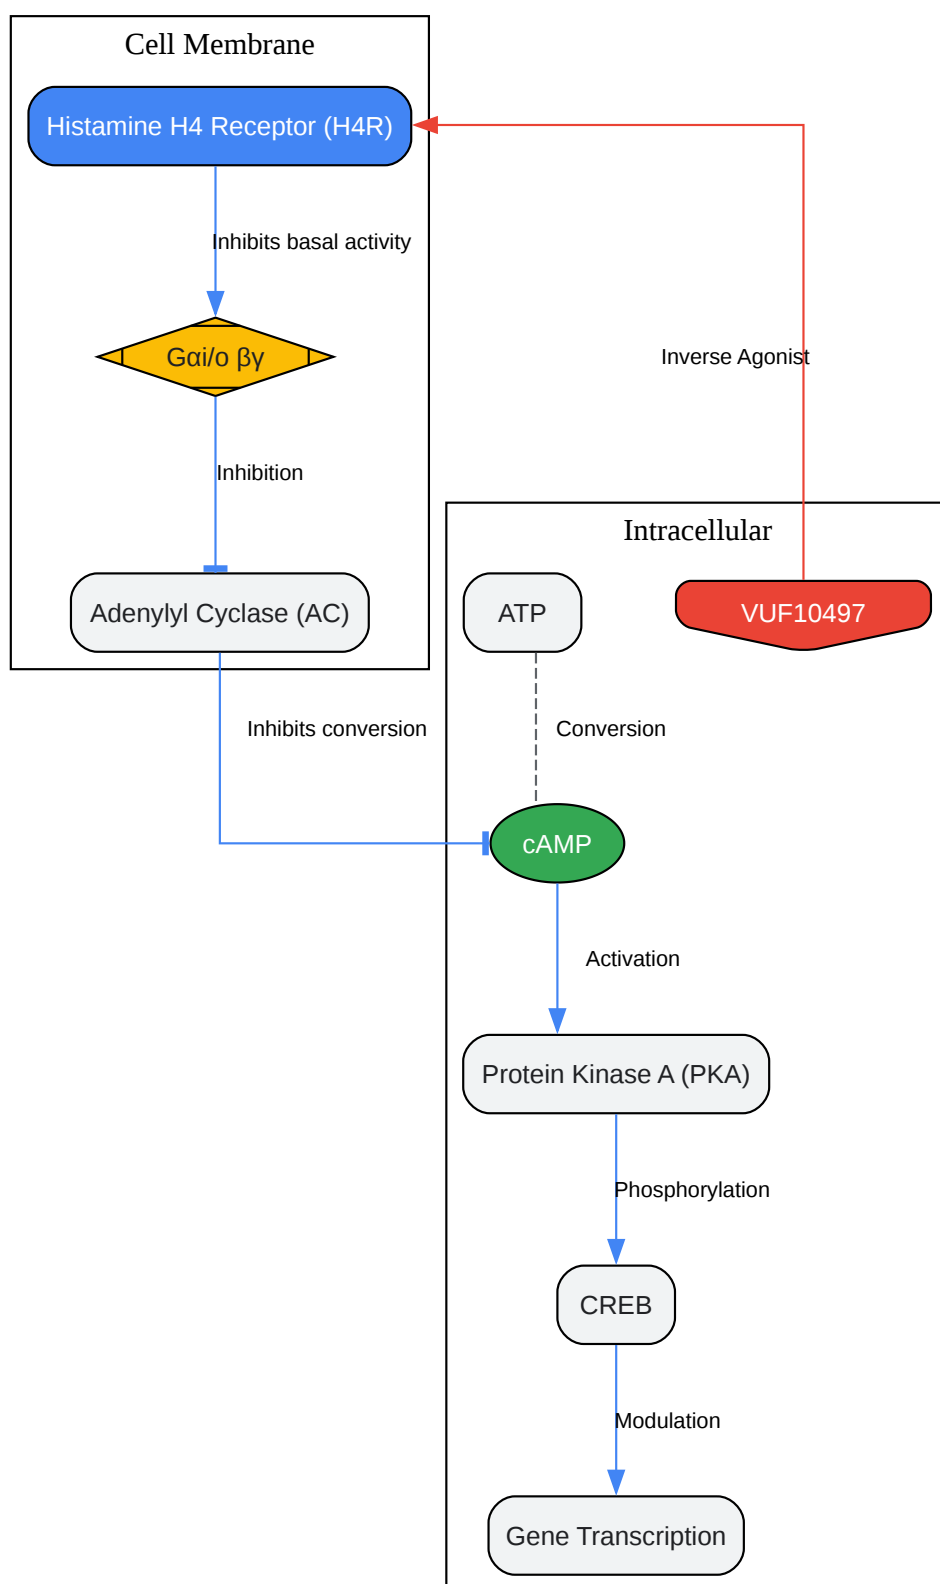 Cell Membrane
Histamine H4 Receptor (H4R)
Inhibits basal activity
Gαi/o βγ
Inverse Agonist
Inhibition
Intracellular
Adenylyl Cyclase (AC)
ATP
VUF10497
Inhibits conversion
Conversion
cAMP
Activation
Protein Kinase A (PKA)
Phosphorylation
CREB
Modulation
Gene Transcription